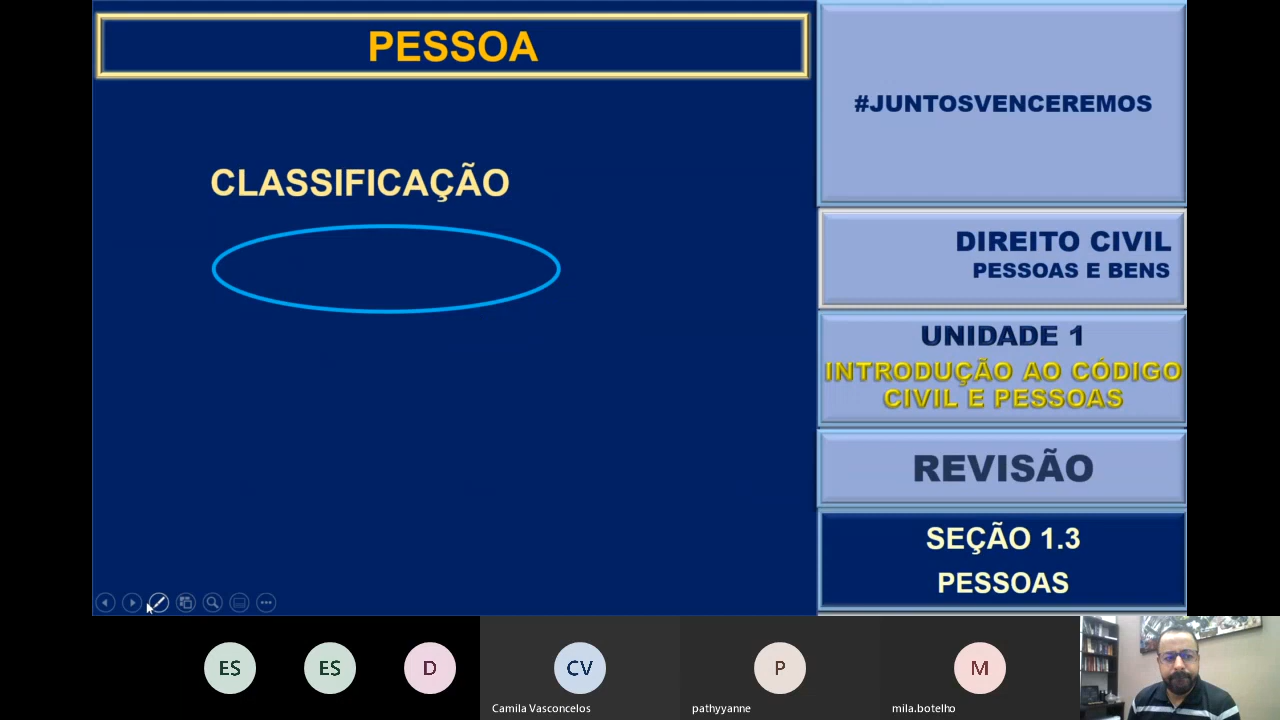 PESSOA
CLASSIFICAÇÃO
#JUNTOSVENCEREMOS
DIREITO CIVIL
PESSOAS E BENS
UNIDADE 1
INTRODUÇÃO AO CÓDIGO
CIVIL E PESSOAS
REVISÃO
SEÇÃO 1.3
PESSOAS
ES
ES
D
CV
P
M
Camila Vasconcelos
pathyyanne
mila.botelho